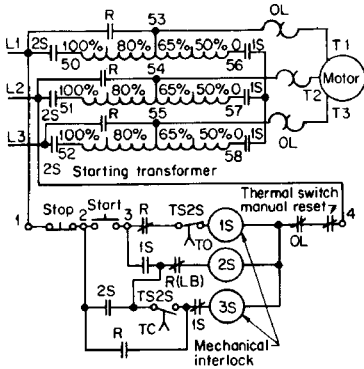 R 53 OL
L1 2S 100% 80% 65% 50% 0 1S T1
50 56
R 54
L2 100% 80% 65% 50% 0 1S T2 Motor
51 57
2S R 55 T3
L3 100% 80% 65% 50% 0 1S
52 58 OL
2S
Starting transformer
Thermal switch
manual reset
1 Stop 2 Start 3 R TS2S 1S 4
TO OL
1S 2S
R(LB)
2S TS2S 3S
TC 1S
R Mechanical
interlock